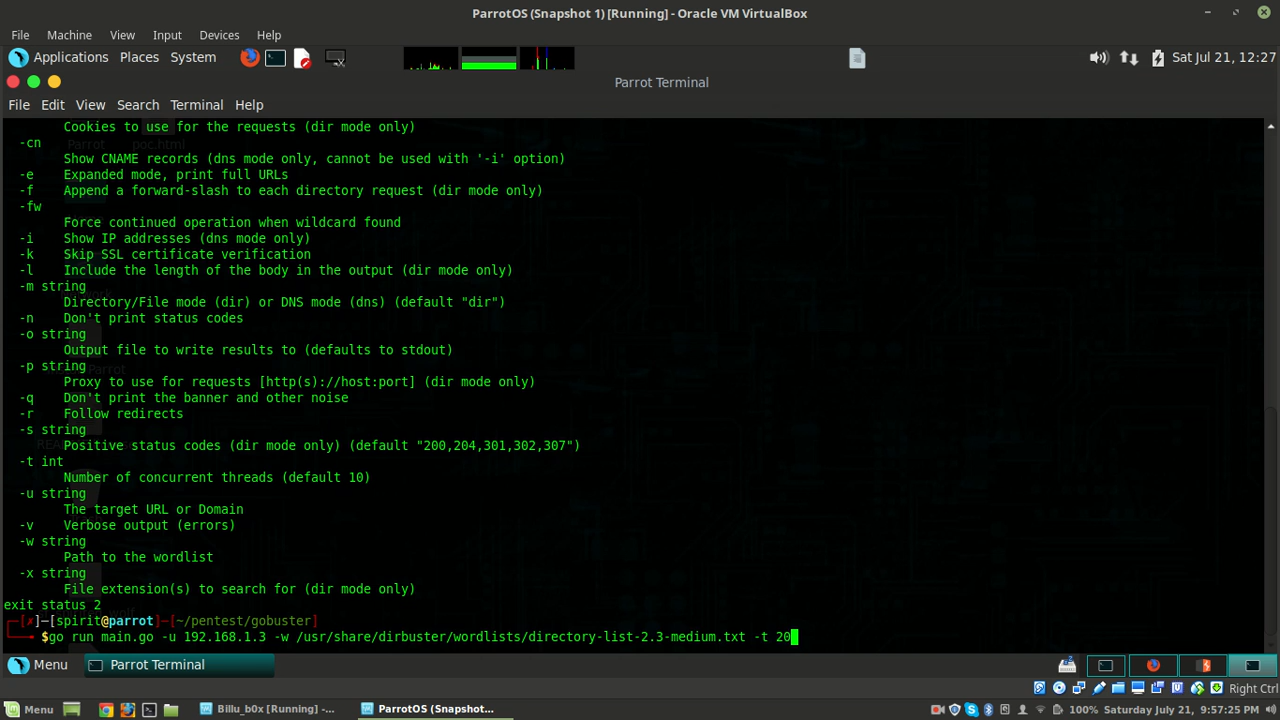 ParrotOS (Snapshot 1) [Running] - Oracle VM VirtualBox
File Machine View Input Devices Help
Applications Places System
Sat Jul 21, 12:27
Parrot Terminal
File Edit View Search Terminal Help
Cookies to use for the requests (dir mode only)
-cn
Show CNAME records (dns mode only, cannot be used with '-i' option)
-e Expanded mode, print full URLs
-f Append a forward-slash to each directory request (dir mode only)
-fw
Force continued operation when wildcard found
-i Show IP addresses (dns mode only)
-k Skip SSL certificate verification
-l Include the length of the body in the output (dir mode only)
-m string
Directory/File mode (dir) or DNS mode (dns) (default "dir")
-n Don't print status codes
-o string
Output file to write results to (defaults to stdout)
-p string
Proxy to use for requests [http(s)://host:port] (dir mode only)
-q Don't print the banner and other noise
-r Follow redirects
-s string
Positive status codes (dir mode only) (default "200,204,301,302,307")
-t int
Number of concurrent threads (default 10)
-u string
The target URL or Domain
-v Verbose output (errors)
-w string
Path to the wordlist
-x string
File extension(s) to search for (dir mode only)
exit status 2
┌─[✗]─[spirit@parrot]─[~/pentest/gobuster]
└──╼ $go run main.go -u 192.168.1.3 -w /usr/share/dirbuster/wordlists/directory-list-2.3-medium.txt -t 20
Menu Parrot Terminal
Right Ctrl
Menu Billu_b0x [Running] -... ParrotOS (Snapshot... 100% Saturday July 21, 9:57:25 PM